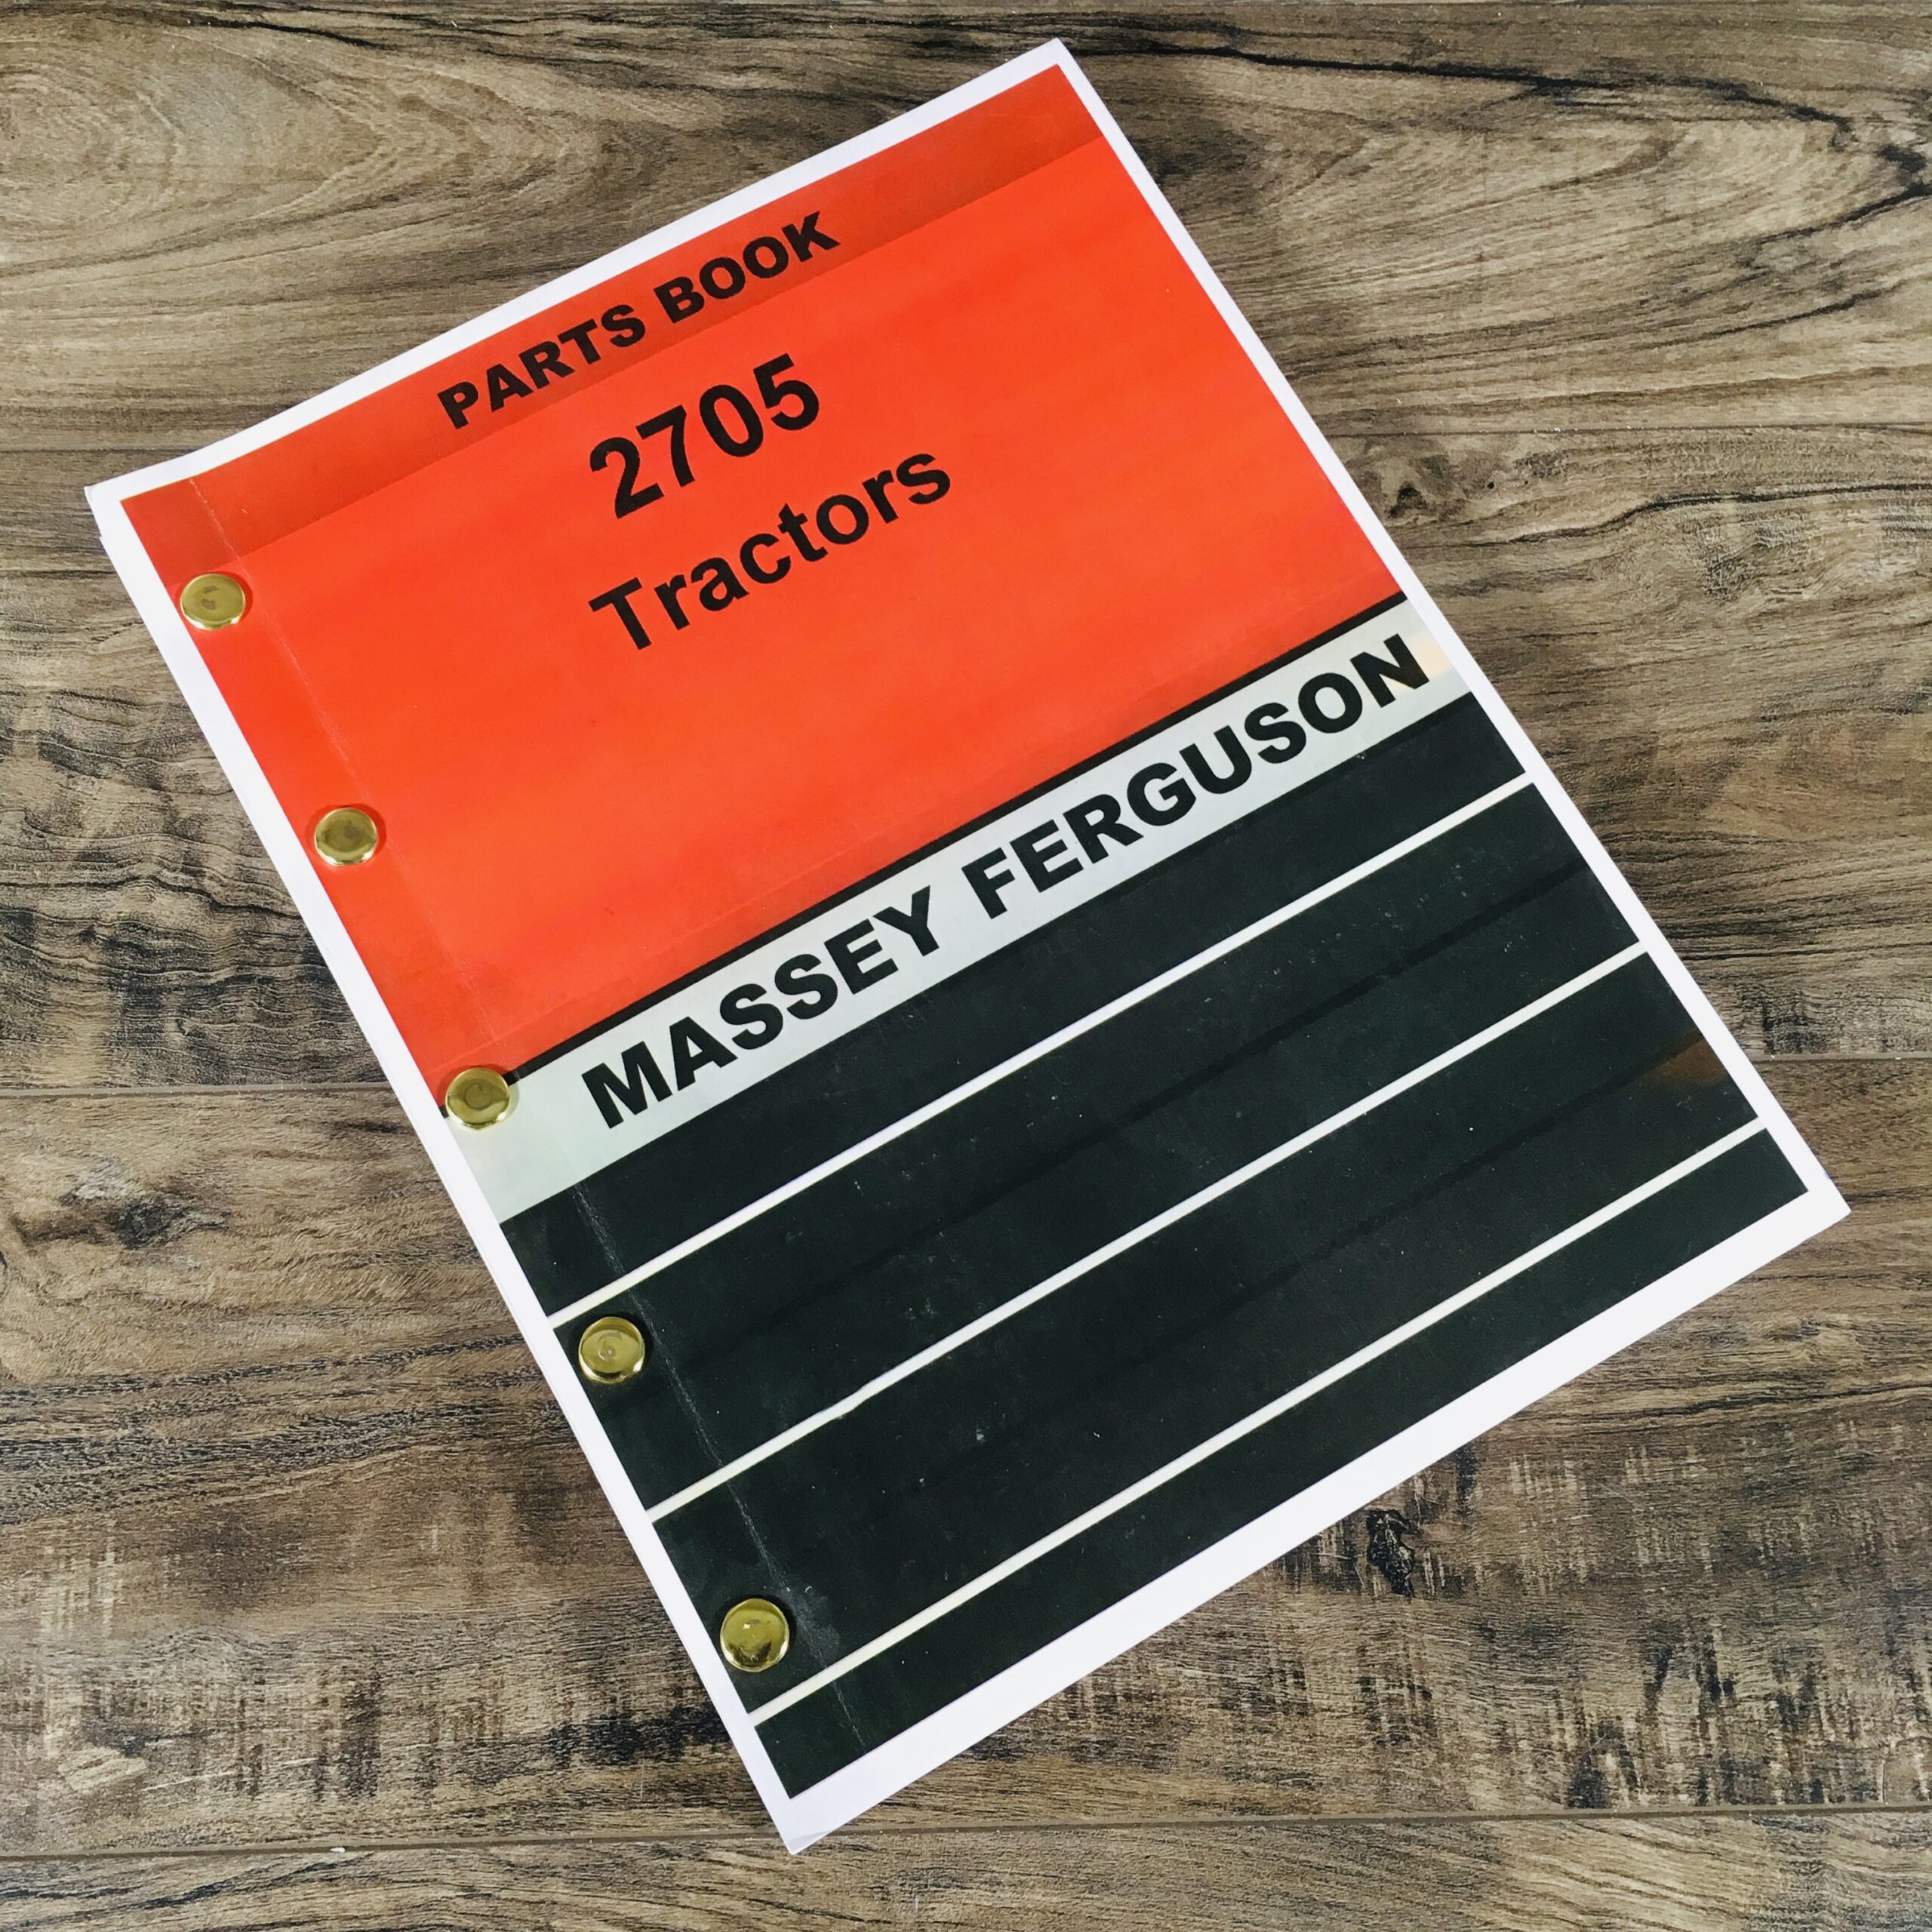 PARTS BOOK
2705
Tractors
MASSEY FERGUSON